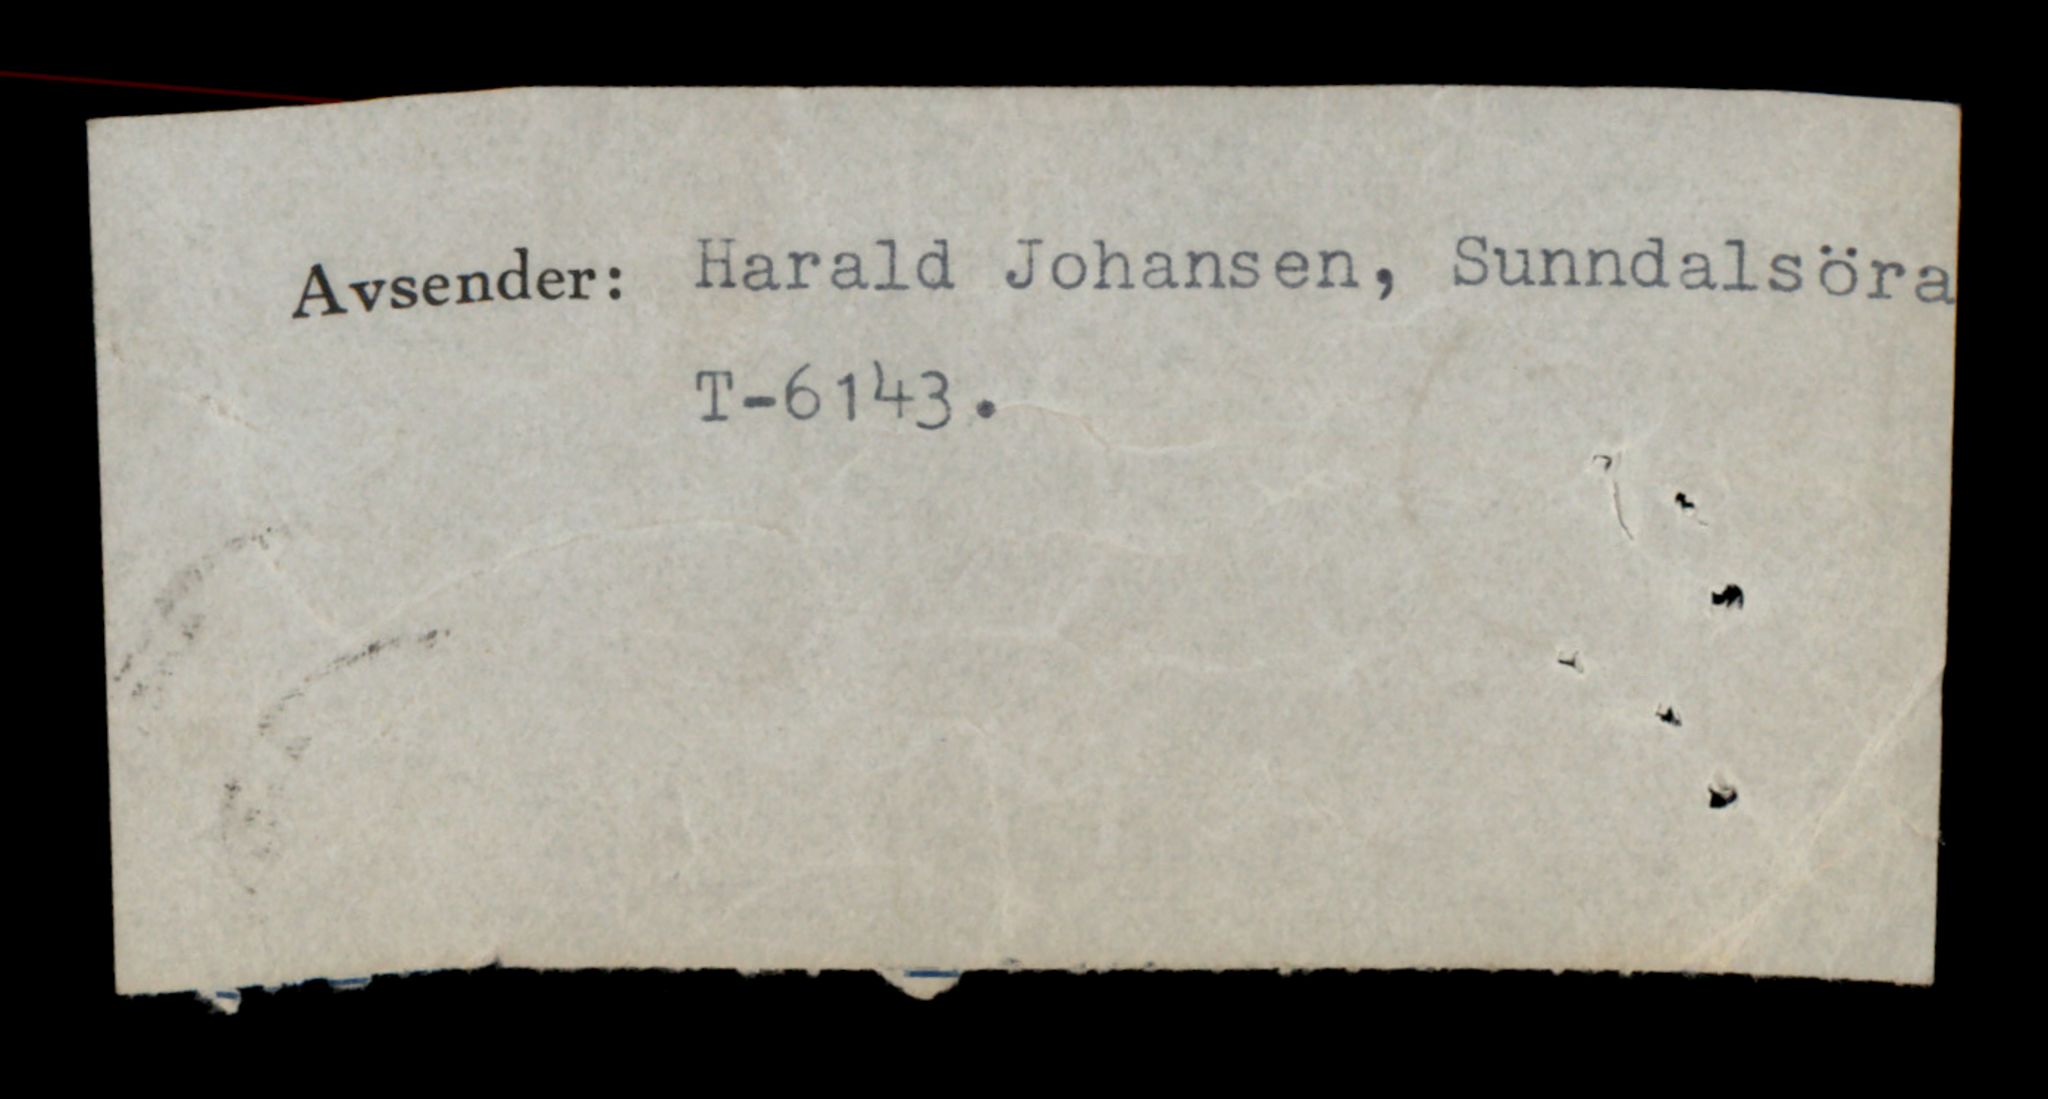 Avsender: Harald Johansen, Sunndalsöra
T-6143.